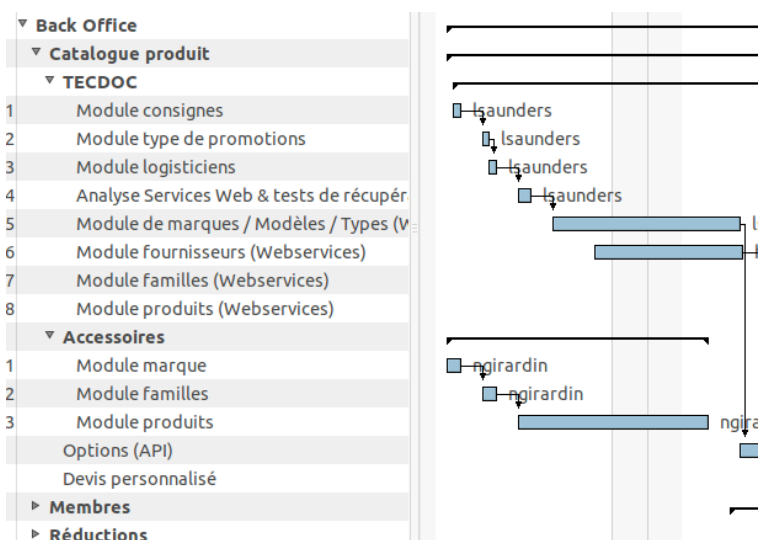 Back Office
Catalogue produit
TECDOC
1 Module consignes lsaunders
2 Module type de promotions lsaunders
3 Module logisticiens lsaunders
4 Analyse Services Web & tests de récupér lsaunders
5 Module de marques / Modèles / Types
6 Module fournisseurs (Webservices)
7 Module familles (Webservices)
8 Module produits (Webservices)
Accessoires
1 Module marque ngirardin
2 Module familles ngirardin
3 Module produits ngira
Options (API)
Devis personnalisé
Membres
Réductions